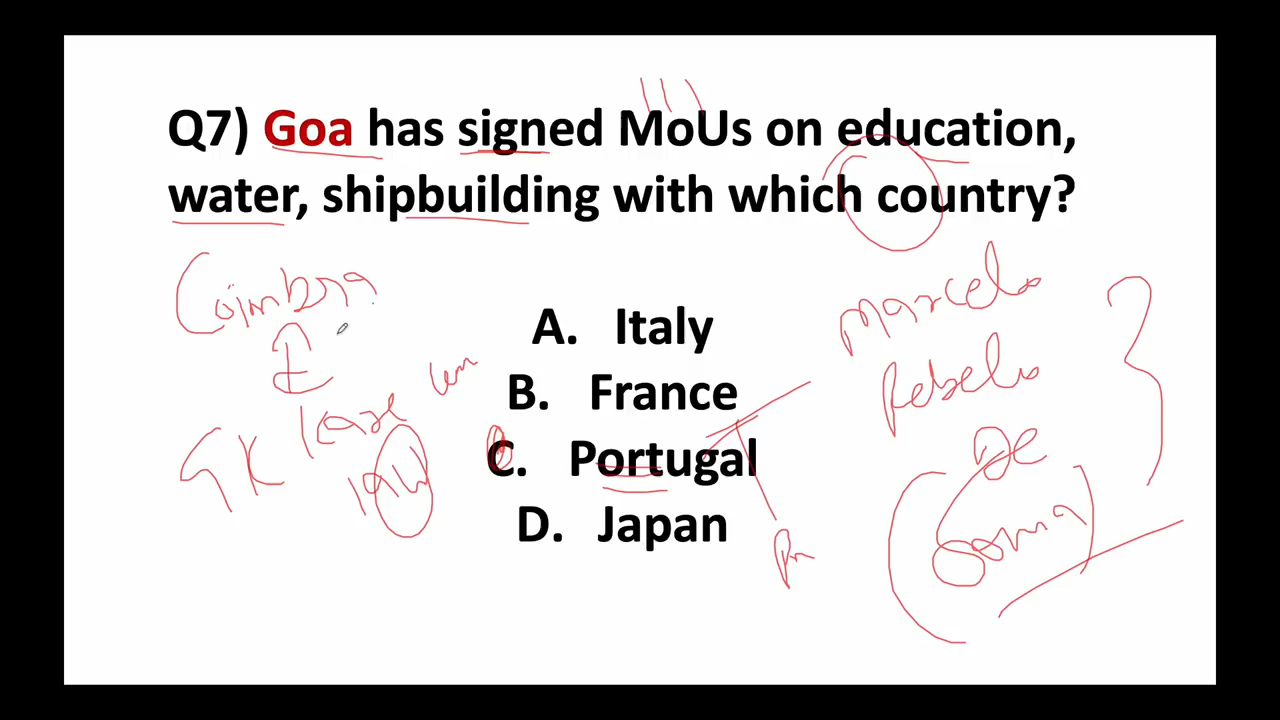 Q7) Goa has signed MoUs on education,
water, shipbuilding with which country?
Coimbra
A. Italy
B. France
C. Portugal
D. Japan
Marcelo
Rebelo
De